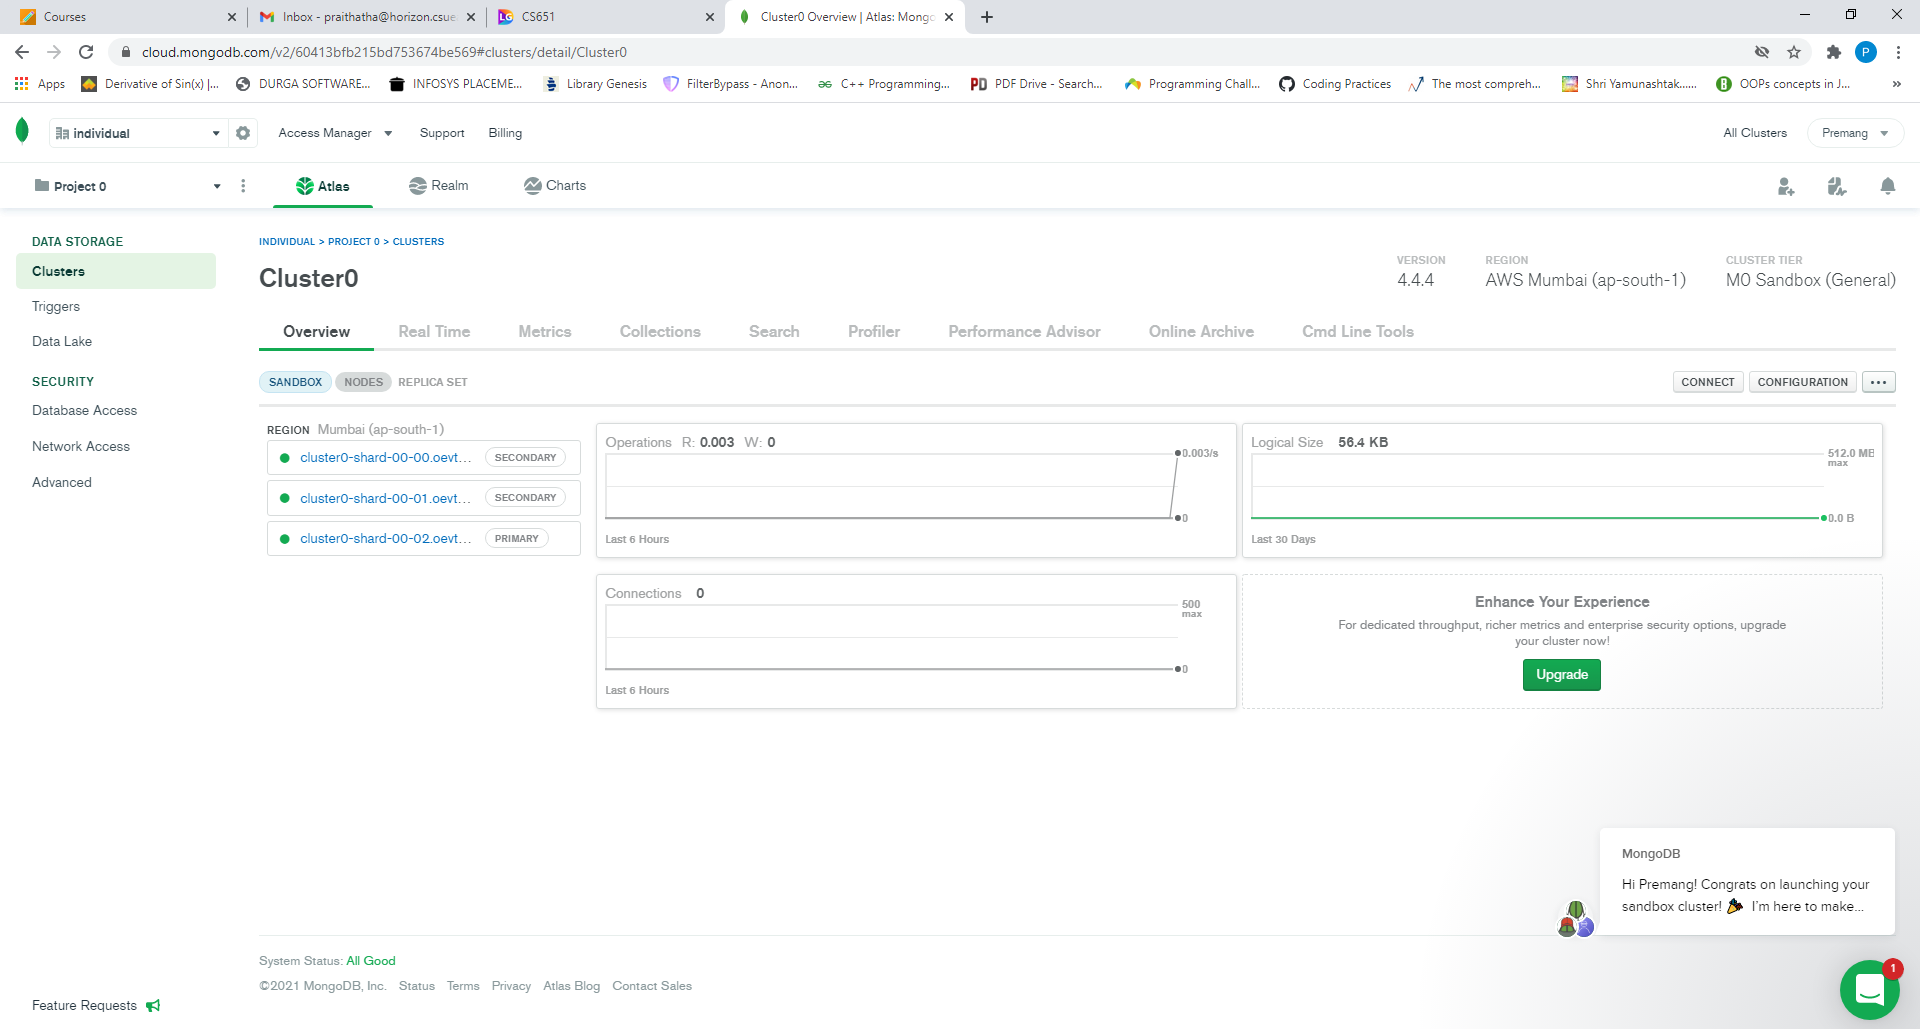 Courses
Inbox - praithatha@horizon.csue
CS651
Cluster0 Overview | Atlas: Mongo
cloud.mongodb.com/v2/60413bfb215bd753674be569#clusters/detail/Cluster0
P
Apps
Derivative of Sin(x) |...
DURGA SOFTWARE...
INFOSYS PLACEME...
Library Genesis
FilterBypass - Anon...
C++ Programming...
PDF Drive - Search...
Programming Chall...
Coding Practices
The most compreh...
Shri Yamunashtak......
OOPs concepts in J...
»
individual
Access Manager
Support
Billing
All Clusters
Premang
Project 0
Atlas
Realm
Charts
DATA STORAGE
Clusters
Triggers
Data Lake
SECURITY
Database Access
Network Access
Advanced
Feature Requests
INDIVIDUAL > PROJECT 0 > CLUSTERS
Cluster0
VERSION
4.4.4
REGION
AWS Mumbai (ap-south-1)
CLUSTER TIER
M0 Sandbox (General)
Overview
Real Time
Metrics
Collections
Search
Profiler
Performance Advisor
Online Archive
Cmd Line Tools
SANDBOX
NODES
REPLICA SET
CONNECT
CONFIGURATION
...
REGION Mumbai (ap-south-1)
cluster0-shard-00-00.oevt... SECONDARY
cluster0-shard-00-01.oevt... SECONDARY
cluster0-shard-00-02.oevt... PRIMARY
Operations R: 0.003 W: 0
0.003/s
0
Last 6 Hours
Logical Size 56.4 KB
512.0 MB
max
0.0 B
Last 30 Days
Connections 0
500
max
0
Last 6 Hours
Enhance Your Experience
For dedicated throughput, richer metrics and enterprise security options, upgrade
your cluster now!
Upgrade
MongoDB
Hi Premang! Congrats on launching your
sandbox cluster! 🎉 I'm here to make...
1
System Status: All Good
©2021 MongoDB, Inc. Status Terms Privacy Atlas Blog Contact Sales